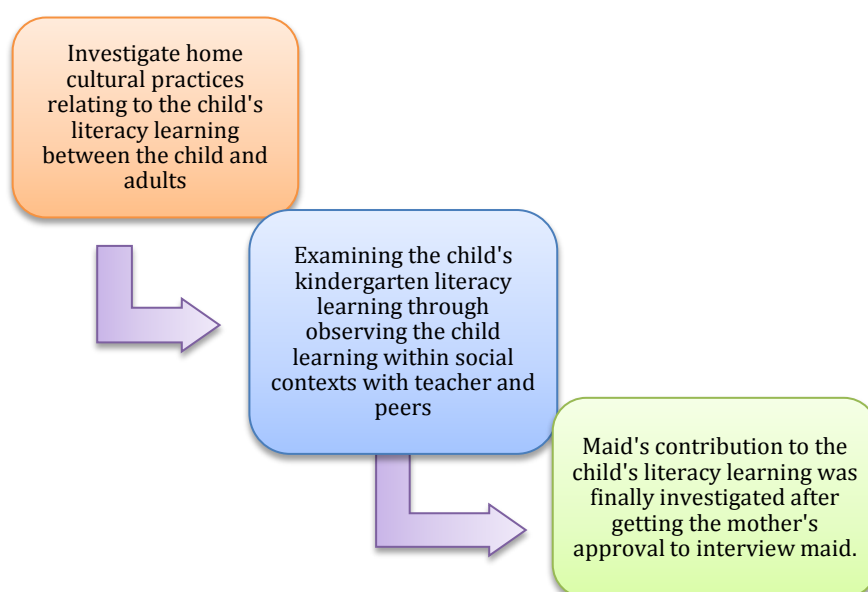 Investigate home
cultural practices
relating to the child's
literacy learning
between the child and
adults
Examining the child's
kindergarten literacy
learning through
observing the child
learning within social
contexts with teacher and
peers
Maid's contribution to the
child's literacy learning was
finally investigated after
getting the mother's
approval to interview maid.